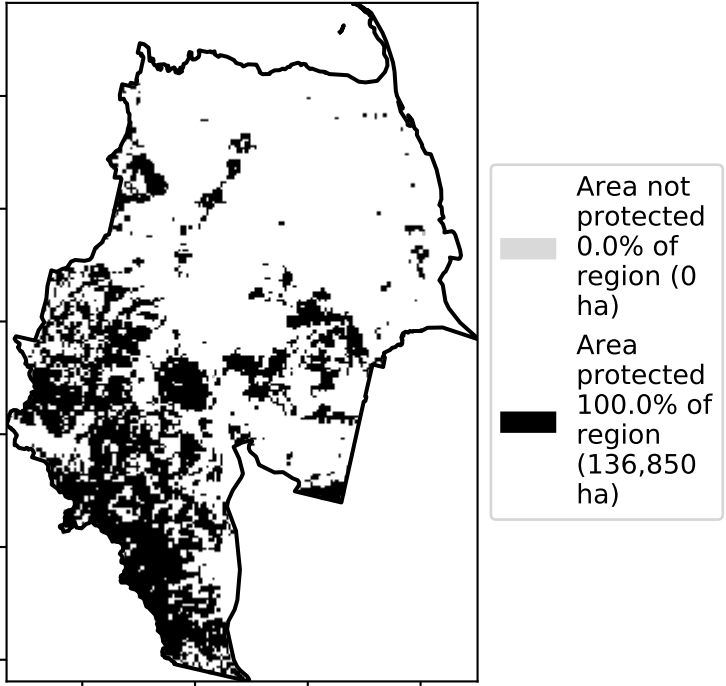 Area not
protected
0.0% of
region (0
ha)
Area
protected
100.0% of
region
(136,850
ha)